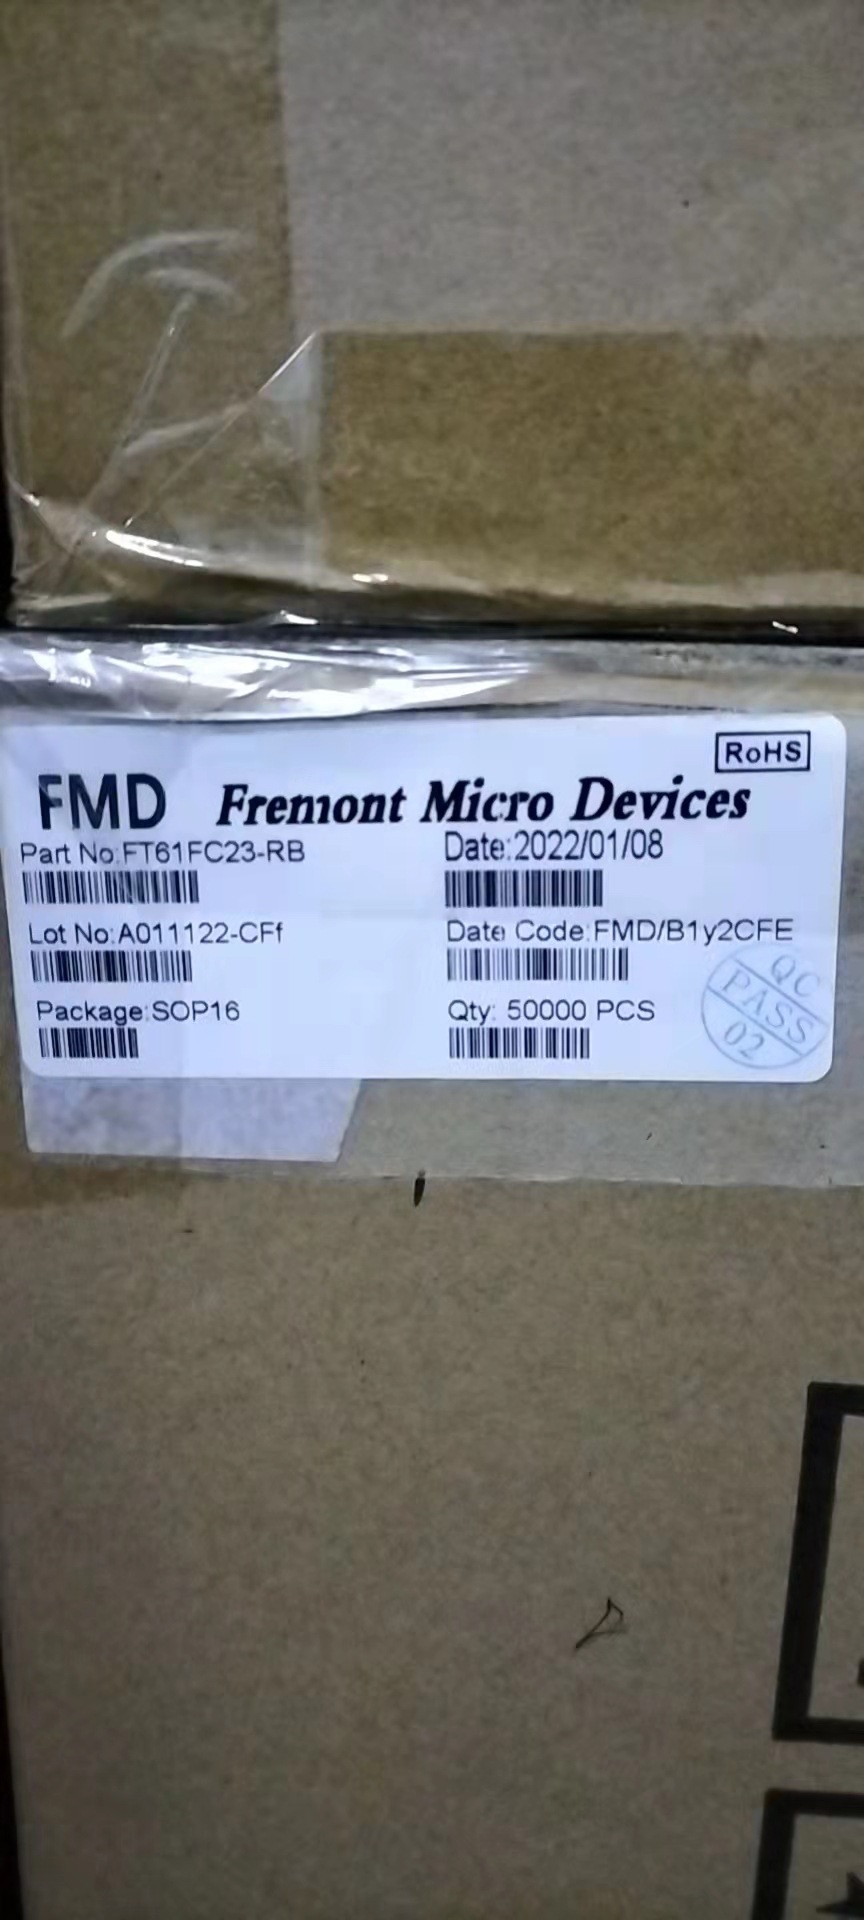 RoHS
FMD Fremont Micro Devices
Part No:FT61FC23-RB Date:2022/01/08
Lot No:A011122-CFf Date Code:FMD/B1y2CFE
Package:SOP16 Qty: 50000 PCS
QC
PASS
02